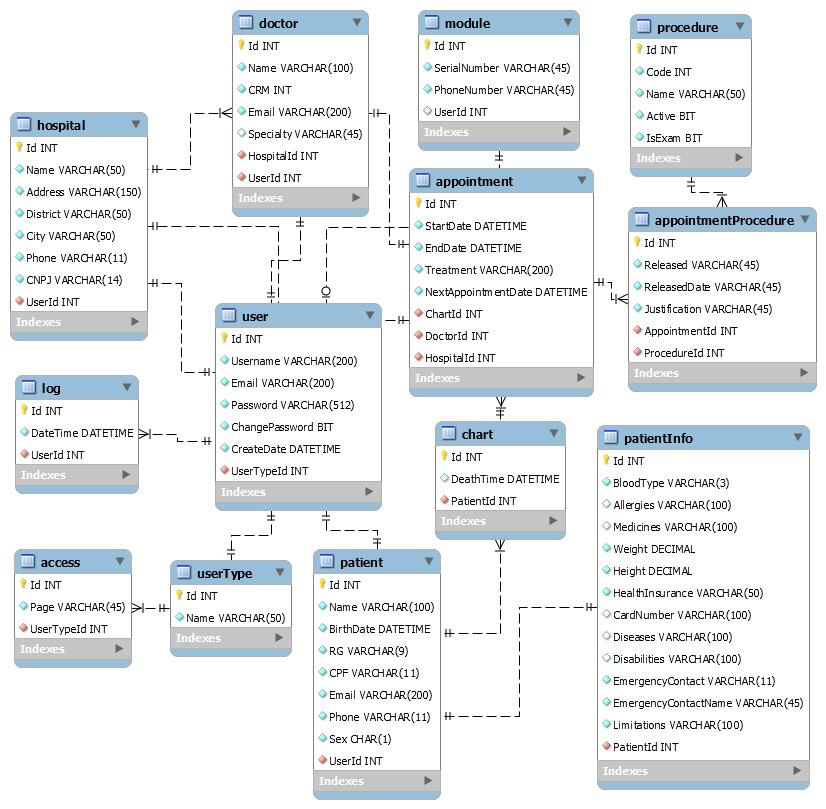 doctor
Id INT
Name VARCHAR(100)
CRM INT
Email VARCHAR(200)
Specialty VARCHAR(45)
HospitalId INT
UserId INT
Indexes
module
Id INT
SerialNumber VARCHAR(45)
PhoneNumber VARCHAR(45)
UserId INT
Indexes
procedure
Id INT
Code INT
Name VARCHAR(50)
Active BIT
IsExam BIT
Indexes
hospital
Id INT
Name VARCHAR(50)
Address VARCHAR(150)
District VARCHAR(50)
City VARCHAR(50)
Phone VARCHAR(11)
CNPJ VARCHAR(14)
UserId INT
Indexes
appointment
Id INT
StartDate DATETIME
EndDate DATETIME
Treatment VARCHAR(200)
NextAppointmentDate DATETIME
ChartId INT
DoctorId INT
HospitalId INT
Indexes
appointmentProcedure
Id INT
Released VARCHAR(45)
ReleasedDate VARCHAR(45)
Justification VARCHAR(45)
AppointmentId INT
ProcedureId INT
Indexes
user
Id INT
Username VARCHAR(200)
Email VARCHAR(200)
Password VARCHAR(512)
ChangePassword BIT
CreateDate DATETIME
UserTypeId INT
Indexes
log
Id INT
DateTime DATETIME
UserId INT
Indexes
chart
Id INT
DeathTime DATETIME
PatientId INT
Indexes
patientInfo
Id INT
BloodType VARCHAR(3)
Allergies VARCHAR(100)
Medicines VARCHAR(100)
Weight DECIMAL
Height DECIMAL
HealthInsurance VARCHAR(50)
CardNumber VARCHAR(100)
Diseases VARCHAR(100)
Disabilities VARCHAR(100)
EmergencyContact VARCHAR(11)
EmergencyContactName VARCHAR(45)
Limitations VARCHAR(100)
PatientId INT
Indexes
access
Id INT
Page VARCHAR(45)
UserTypeId INT
Indexes
userType
Id INT
Name VARCHAR(50)
Indexes
patient
Id INT
Name VARCHAR(100)
BirthDate DATETIME
RG VARCHAR(9)
CPF VARCHAR(11)
Email VARCHAR(200)
Phone VARCHAR(11)
Sex CHAR(1)
UserId INT
Indexes